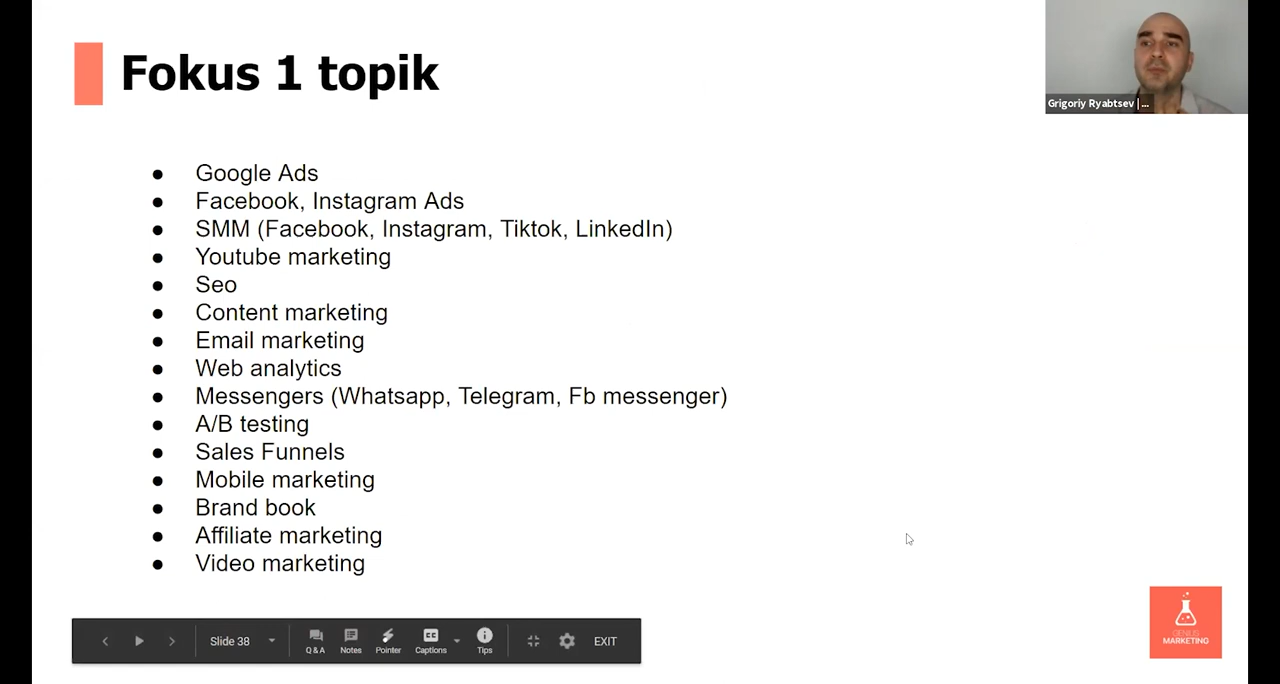 Fokus 1 topik
Grigoriy Ryabtsev | ...
● Google Ads
● Facebook, Instagram Ads
● SMM (Facebook, Instagram, Tiktok, LinkedIn)
● Youtube marketing
● Seo
● Content marketing
● Email marketing
● Web analytics
● Messengers (Whatsapp, Telegram, Fb messenger)
● A/B testing
● Sales Funnels
● Mobile marketing
● Brand book
● Affiliate marketing
● Video marketing
GENIUS
MARKETING
Slide 38
Q & A
Notes
Pointer
CC
Captions
Tips
EXIT